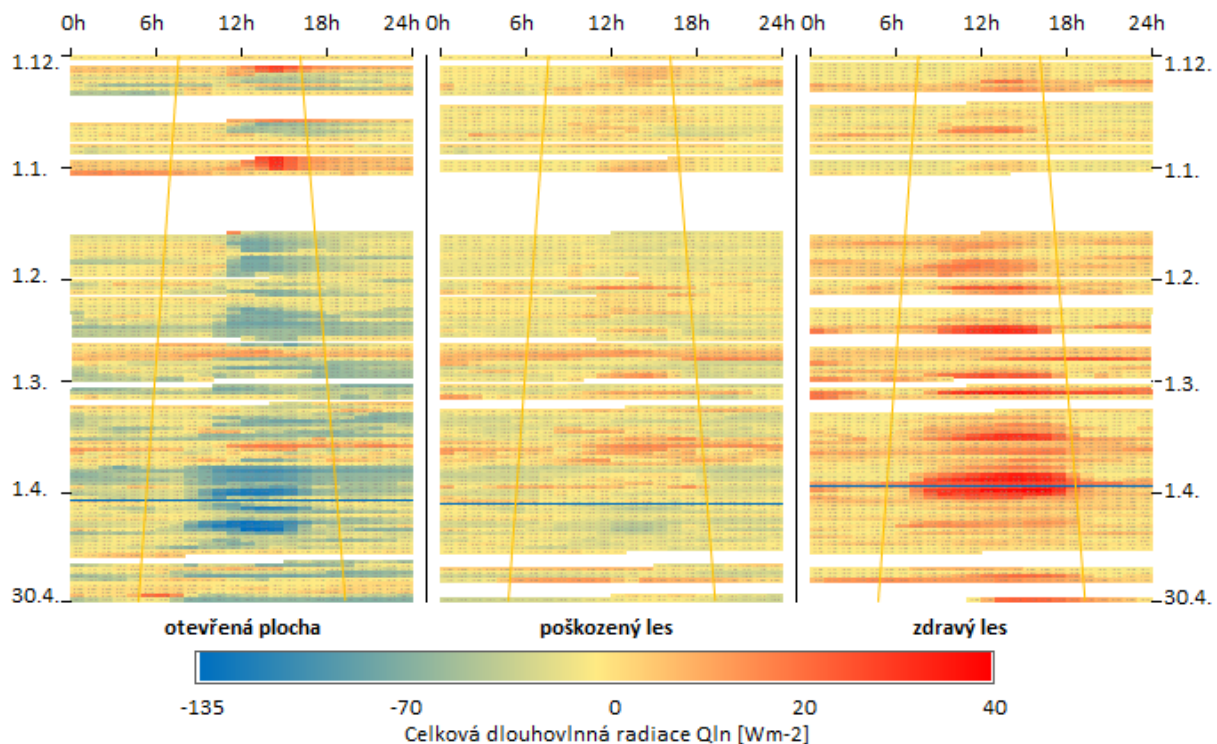 0h 6h 12h 18h 24h 0h 6h 12h 18h 24h 0h 6h 12h 18h 24h
1.12. 1.12.
1.1. 1.1.
1.2. 1.2.
1.3. 1.3.
1.4. 1.4.
30.4. 30.4.
otevřená plocha poškozený les zdravý les
-135 -70 0 20 40
Celková dlouhovlnná radiace Qln [Wm-2]